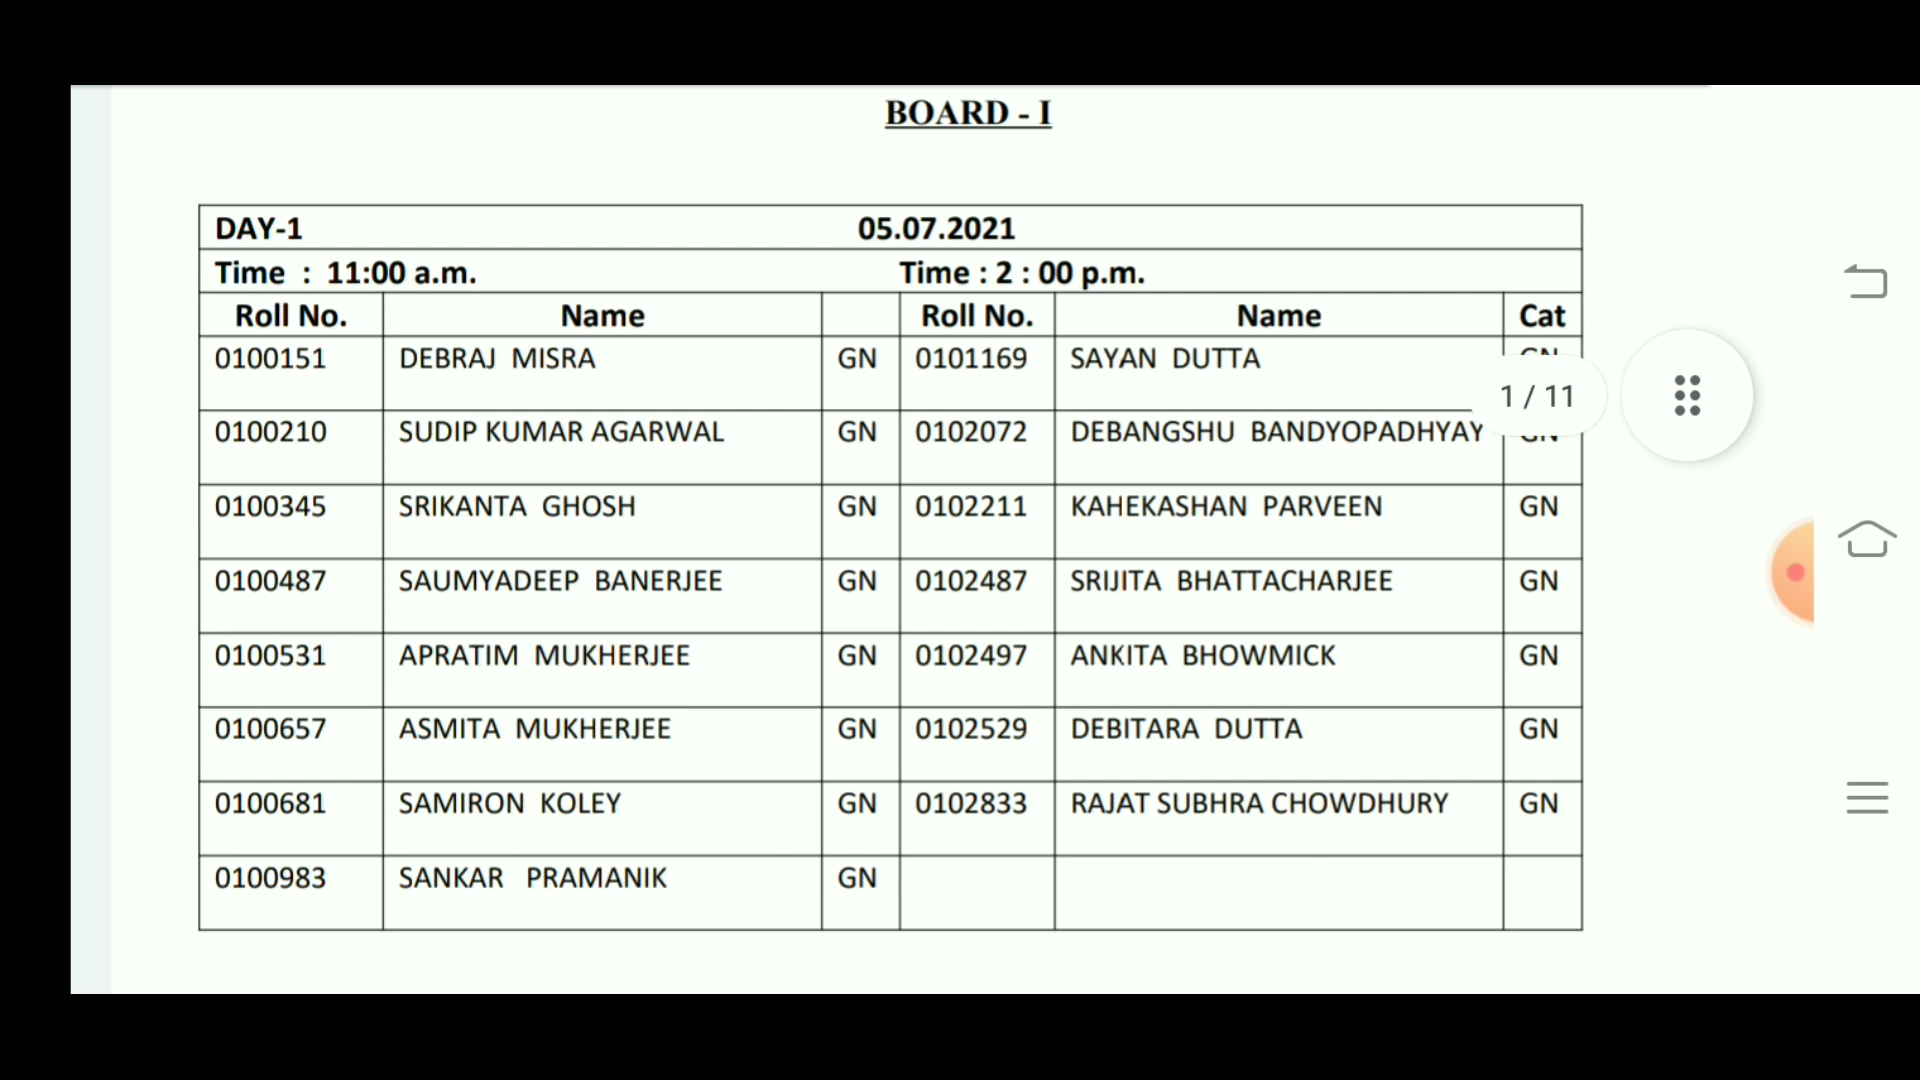 BOARD - I
DAY-1 05.07.2021
Time : 11:00 a.m. Time : 2 : 00 p.m.
Roll No. Name Roll No. Name Cat
0100151 DEBRAJ MISRA GN 0101169 SAYAN DUTTA GN
1 / 11
0100210 SUDIP KUMAR AGARWAL GN 0102072 DEBANGSHU BANDYOPADHYAY GN
0100345 SRIKANTA GHOSH GN 0102211 KAHEKASHAN PARVEEN GN
0100487 SAUMYADEEP BANERJEE GN 0102487 SRIJITA BHATTACHARJEE GN
0100531 APRATIM MUKHERJEE GN 0102497 ANKITA BHOWMICK GN
0100657 ASMITA MUKHERJEE GN 0102529 DEBITARA DUTTA GN
0100681 SAMIRON KOLEY GN 0102833 RAJAT SUBHRA CHOWDHURY GN
0100983 SANKAR PRAMANIK GN